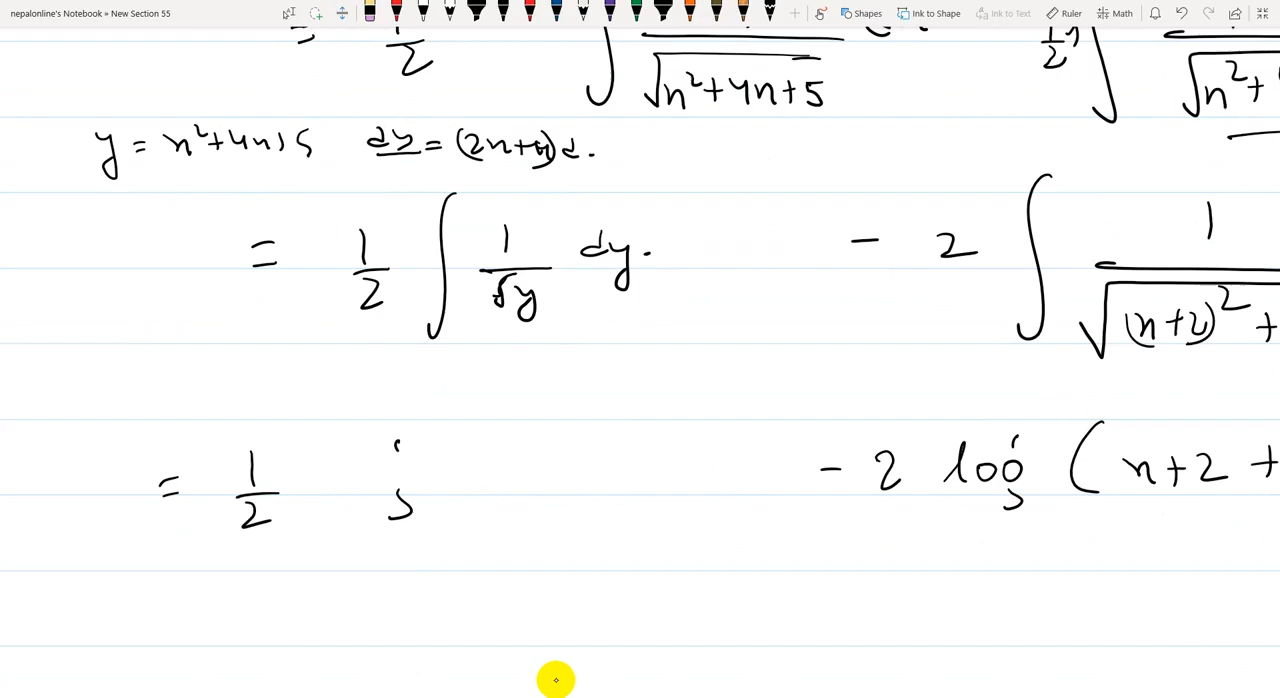 nepalonline's Notebook » New Section 55
Shapes Ink to Shape Ink to Text Ruler Math
= 1/2 ∫ √n²+4n+5 1/2 ∫ √n²+
y = n²+4n+5 dy = (2n+4)d.
= 1/2 ∫ 1/√y dy. - 2 ∫ 1/√(n+2)²+
= 1/2 - 2 log (n+2 +